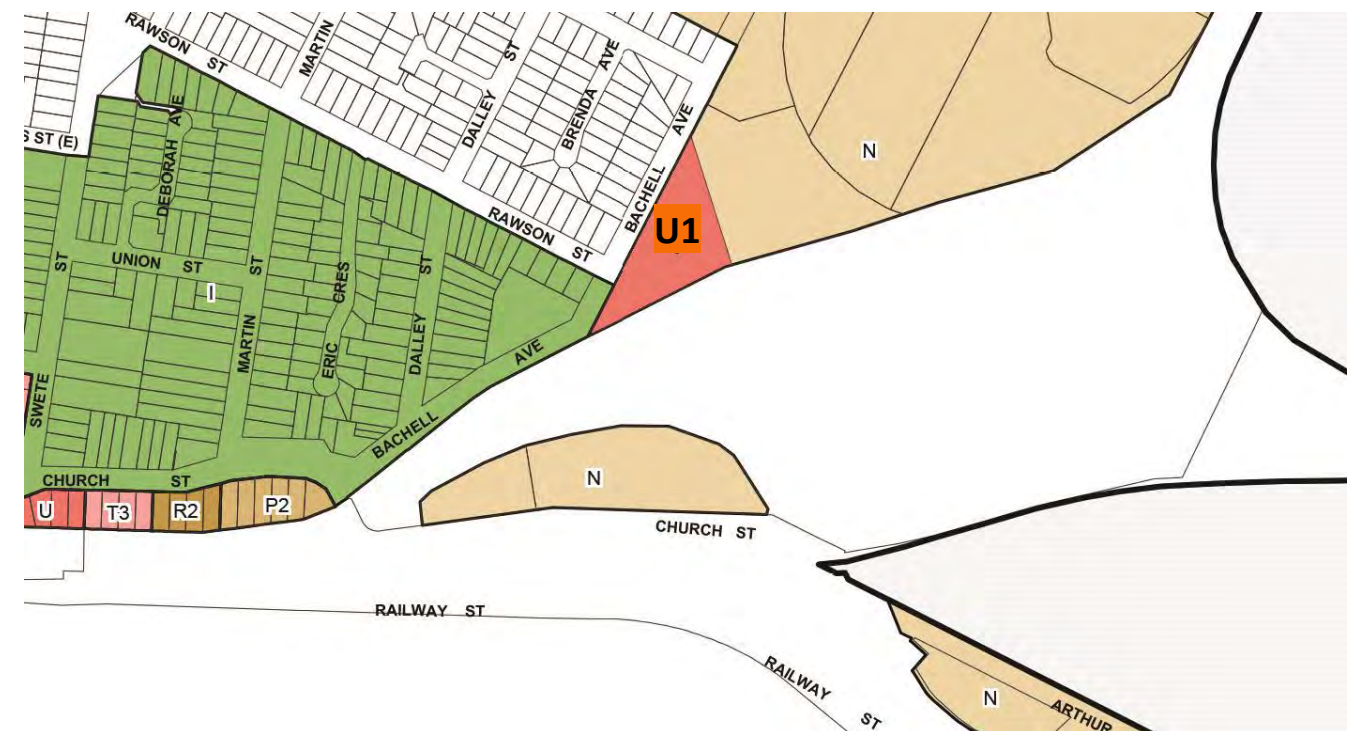 RAWSON
ST
MARTIN
DALLEY
ST
BRENDA
AVE
BACHELL
AVE
N
S ST (E)
DEBORAH
AVE
U1
RAWSON
ST
UNION ST
ST
ST
CRES
ST
I
MARTIN
ERIC
DALLEY
SWETE
BACHELL
AVE
CHURCH ST
U
T3
R2
P2
N
CHURCH ST
RAILWAY ST
RAILWAY
ST
N
ARTHUR